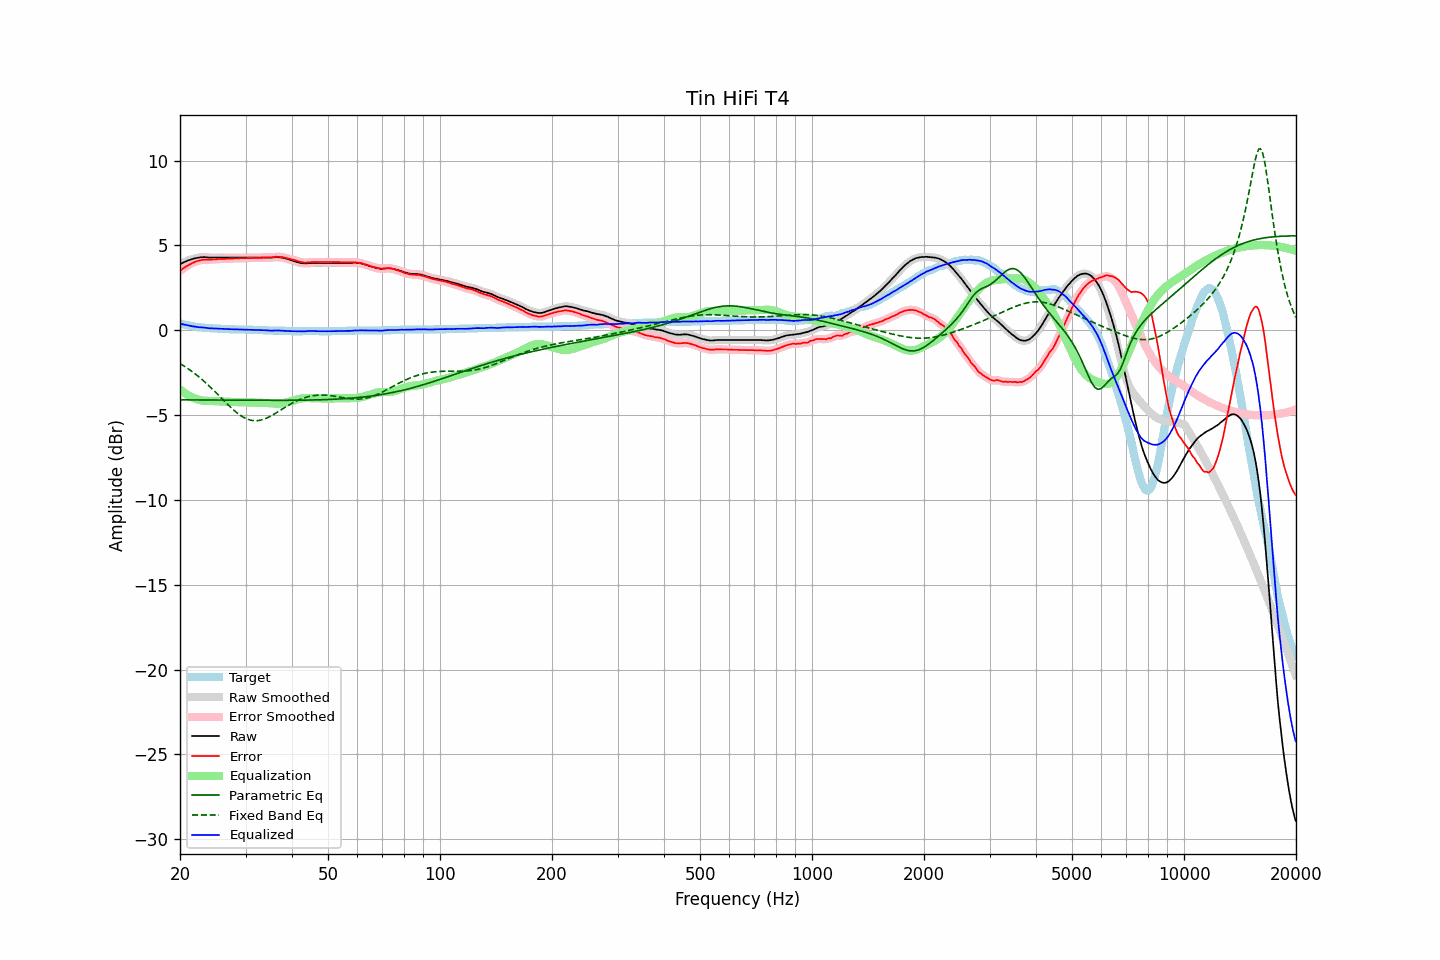 Tin HiFi T4
10
5
0
−5
−10
−15
−20
−25
−30
Amplitude (dBr)
Target
Raw Smoothed
Error Smoothed
Raw
Error
Equalization
Parametric Eq
Fixed Band Eq
Equalized
20 50 100 200 500 1000 2000 5000 10000 20000
Frequency (Hz)